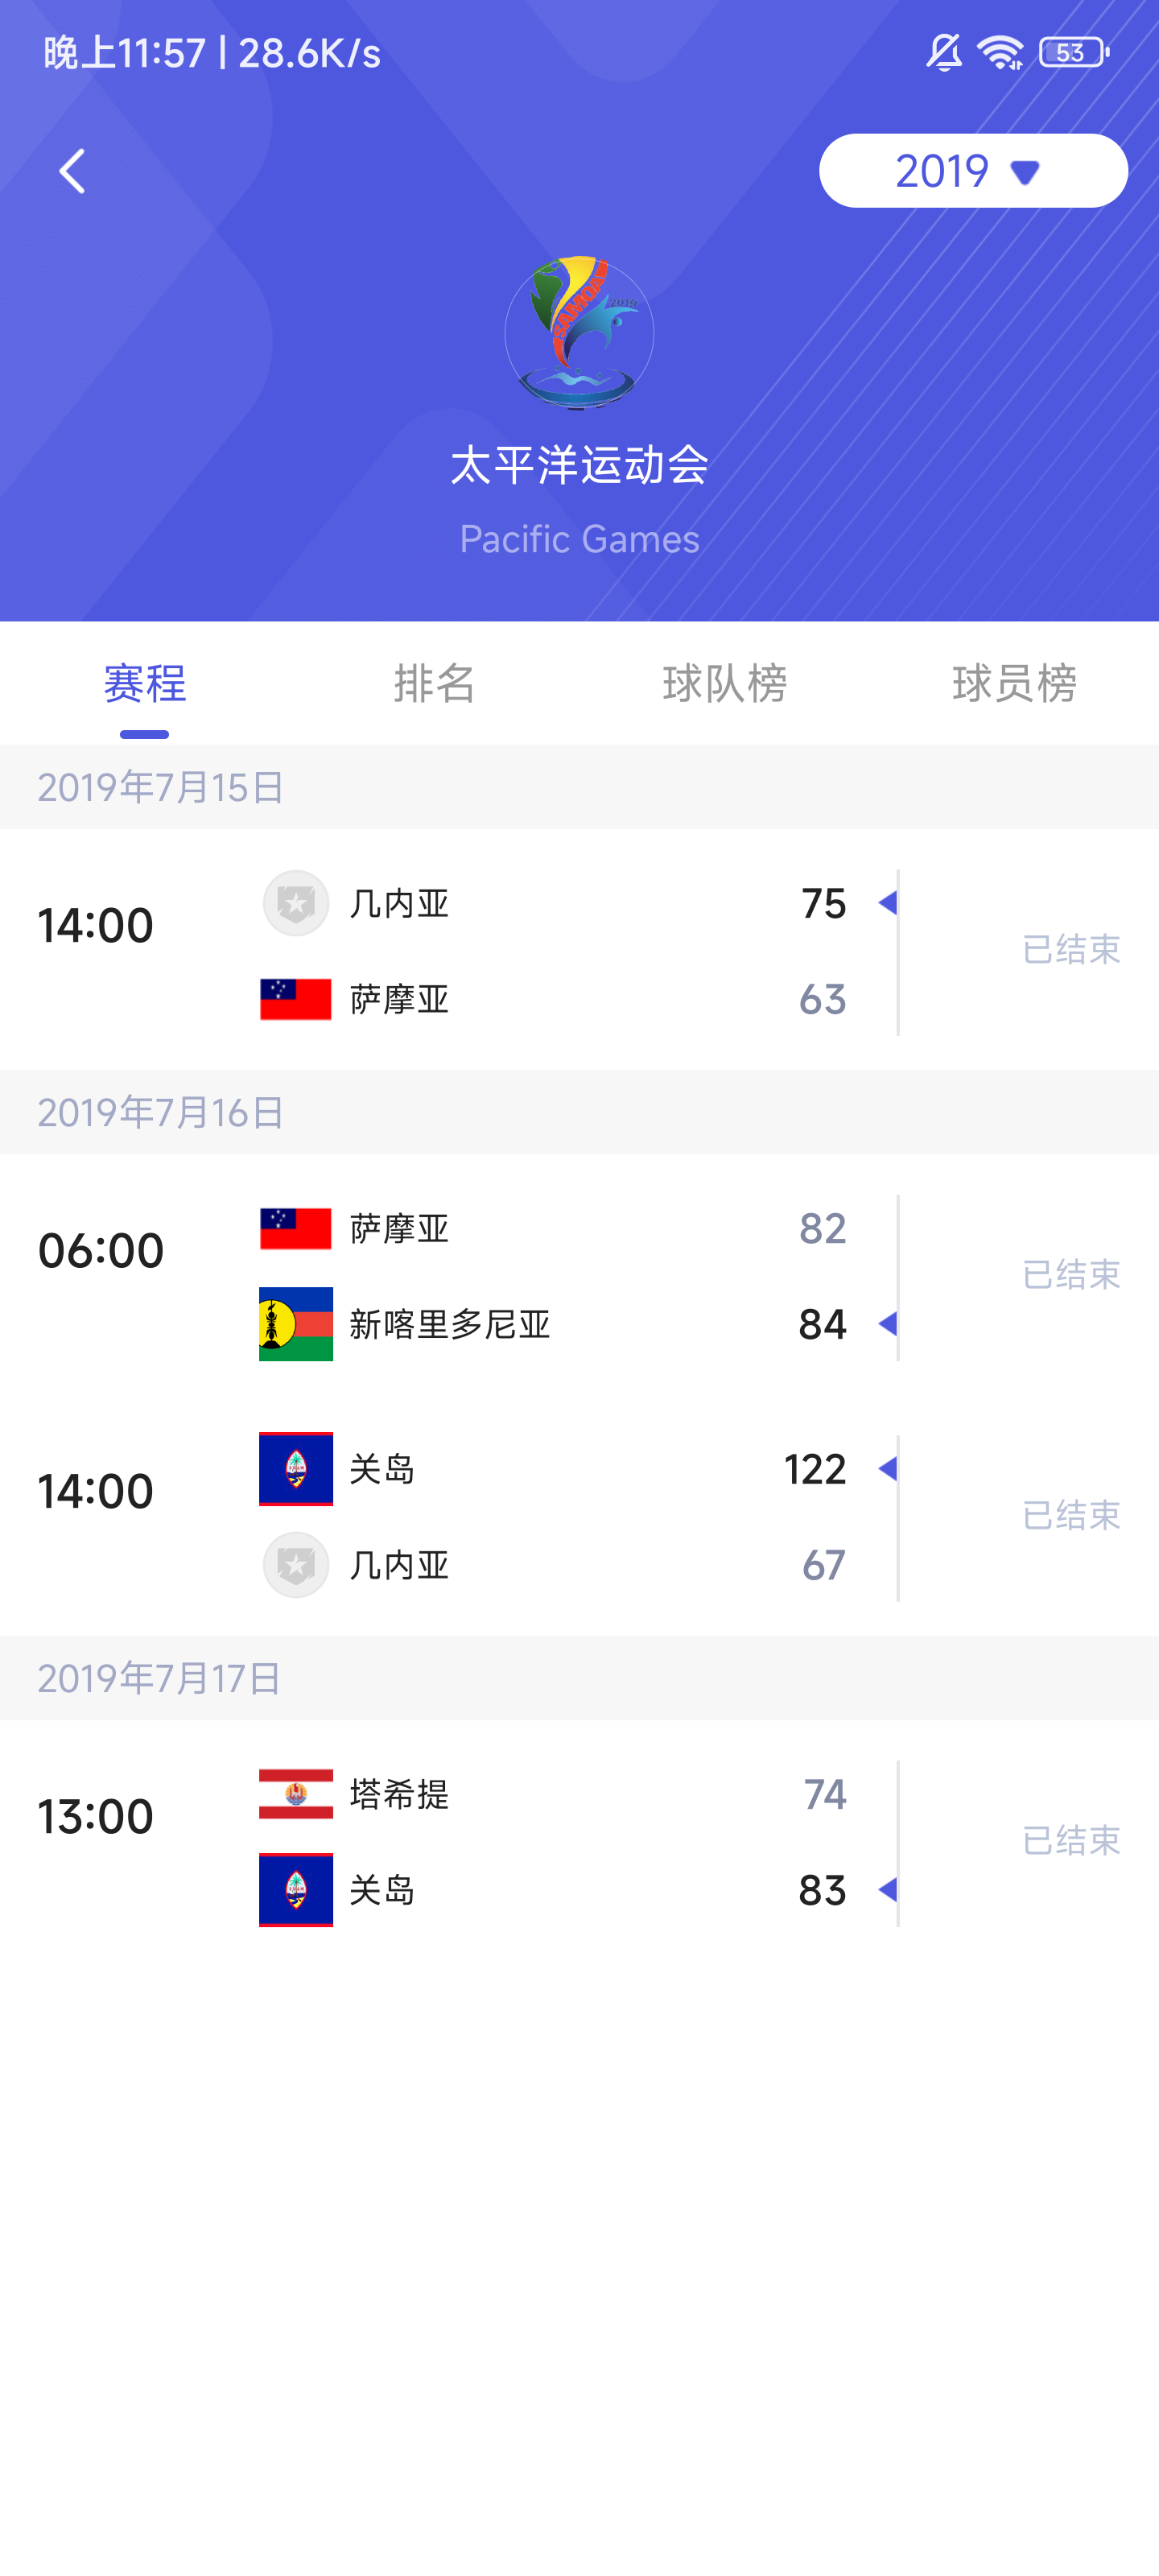 晚上11:57 | 28.6K/s
53
2019
SAMOA
2019
太平洋运动会
Pacific Games
赛程 排名 球队榜 球员榜
2019年7月15日
14:00
几内亚 75
萨摩亚 63
已结束
2019年7月16日
06:00
萨摩亚 82
新喀里多尼亚 84
已结束
14:00
关岛 122
几内亚 67
已结束
2019年7月17日
13:00
塔希提 74
关岛 83
已结束